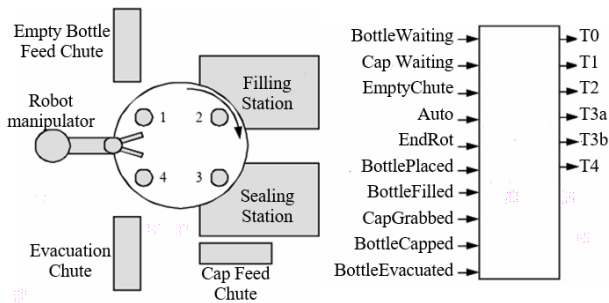 Empty Bottle
Feed Chute
Robot
manipulator
Filling
Station
1
2
4
3
Sealing
Station
Evacuation
Chute
Cap Feed
Chute
BottleWaiting
Cap Waiting
EmptyChute
Auto
EndRot
BottlePlaced
BottleFilled
CapGrabbed
BottleCapped
BottleEvacuated
T0
T1
T2
T3a
T3b
T4